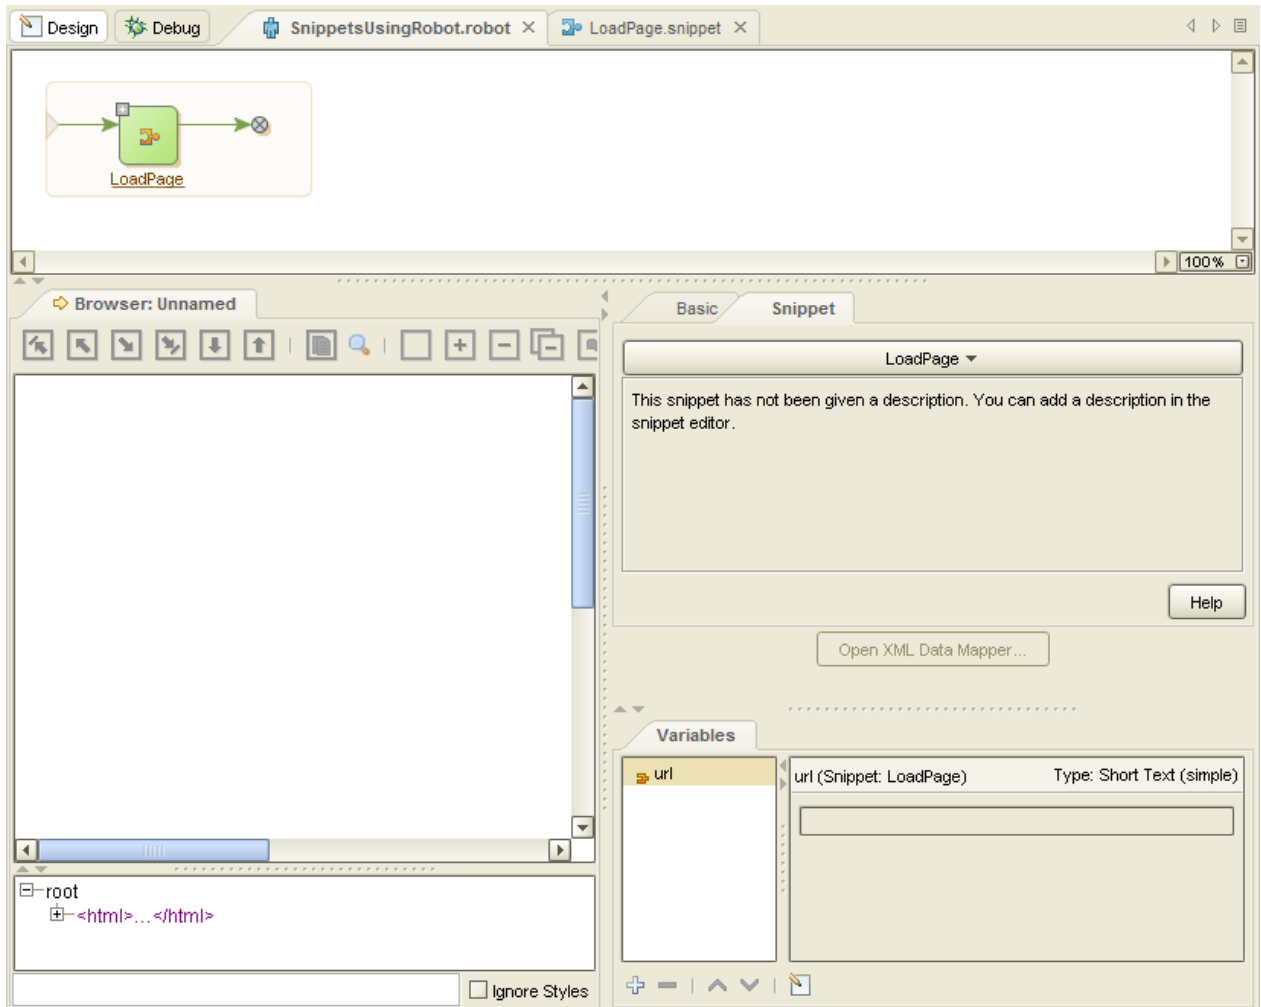 Design
Debug
SnippetsUsingRobot.robot
LoadPage.snippet
LoadPage
100%
Browser: Unnamed
Basic
Snippet
LoadPage
This snippet has not been given a description. You can add a description in the
snippet editor.
Help
Open XML Data Mapper...
Variables
url
url (Snippet: LoadPage)
Type: Short Text (simple)
root
<html>...</html>
Ignore Styles